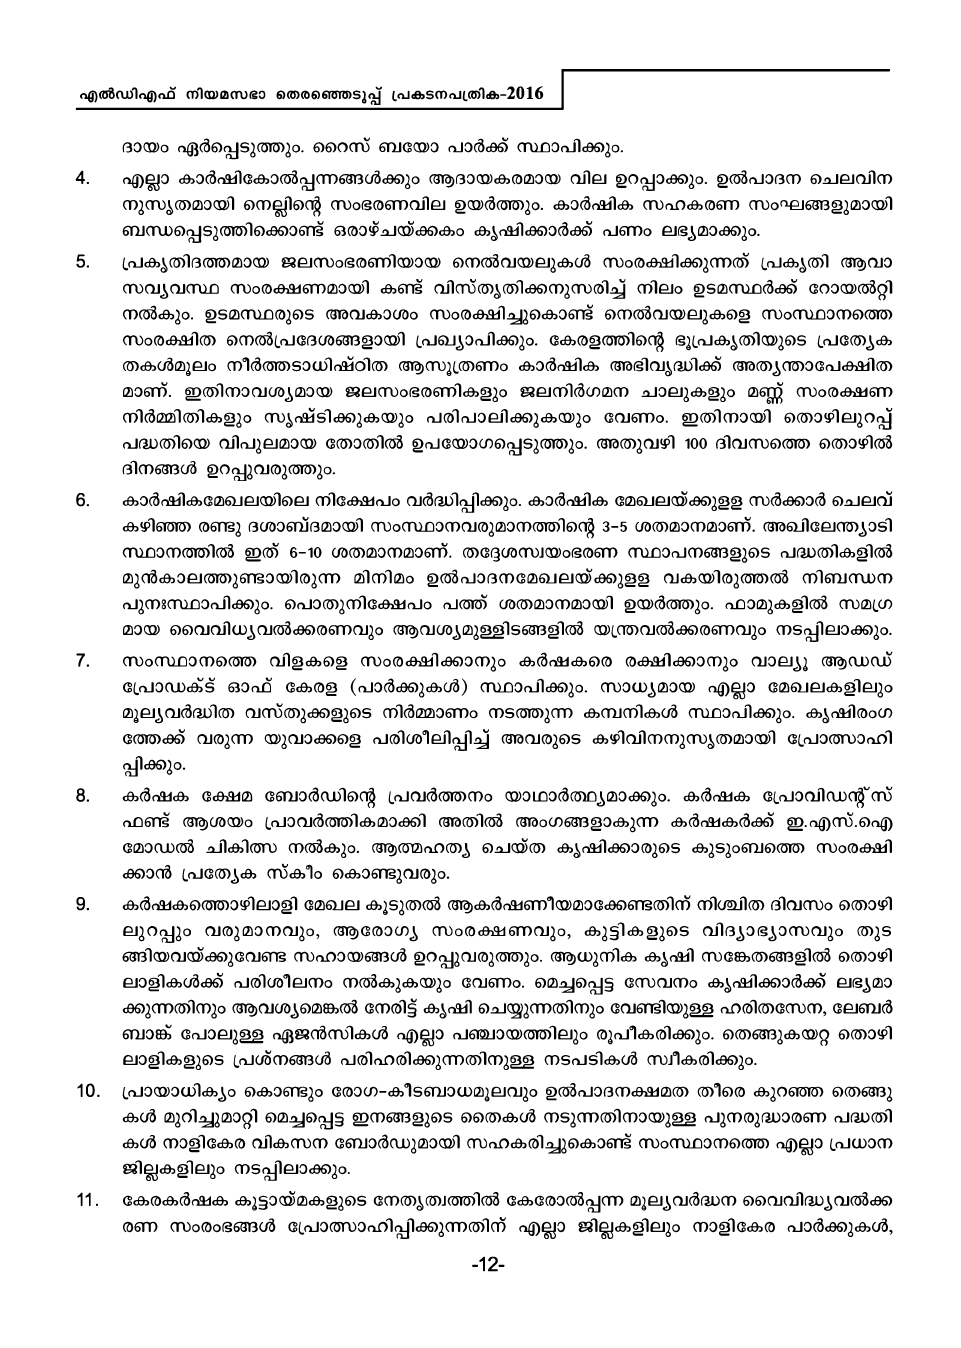 എൽഡിഎഫ് നിയമസഭാ തെരഞ്ഞെടുപ്പ് പ്രകടനപത്രിക-2016
ദായം ഏർപ്പെടുത്തും. റൈസ് ബയോ പാർക്ക് സ്ഥാപിക്കും.
4. എല്ലാ കാർഷികോൽപ്പന്നങ്ങൾക്കും ആദായകരമായ വില ഉറപ്പാക്കും. ഉൽപാദന ചെലവിന
നുസൃതമായി നെല്ലിന്റെ സംഭരണവില ഉയർത്തും. കാർഷിക സഹകരണ സംഘങ്ങളുമായി
ബന്ധപ്പെടുത്തിക്കൊണ്ട് ഒരാഴ്ചയ്ക്കകം കൃഷിക്കാർക്ക് പണം ലഭ്യമാക്കും.
5. പ്രകൃതിദത്തമായ ജലസംഭരണിയായ നെൽവയലുകൾ സംരക്ഷിക്കുന്നത് പ്രകൃതി ആവാ
സവ്യവസ്ഥ സംരക്ഷണമായി കണ്ട് വിസ്തൃതിക്കനുസരിച്ച് നിലം ഉടമസ്ഥർക്ക് റോയൽറ്റി
നൽകും. ഉടമസ്ഥരുടെ അവകാശം സംരക്ഷിച്ചുകൊണ്ട് നെൽവയലുകളെ സംസ്ഥാനത്തെ
സംരക്ഷിത നെൽപ്രദേശങ്ങളായി പ്രഖ്യാപിക്കും. കേരളത്തിന്റെ ഭൂപ്രകൃതിയുടെ പ്രത്യേക
തകൾമൂലം നീർത്തടാധിഷ്ഠിത ആസൂത്രണം കാർഷിക അഭിവൃദ്ധിക്ക് അത്യന്താപേക്ഷിത
മാണ്. ഇതിനാവശ്യമായ ജലസംഭരണികളും ജലനിർഗമന ചാലുകളും മണ്ണ് സംരക്ഷണ
നിർമ്മിതികളും സൃഷ്ടിക്കുകയും പരിപാലിക്കുകയും വേണം. ഇതിനായി തൊഴിലുറപ്പ്
പദ്ധതിയെ വിപുലമായ തോതിൽ ഉപയോഗപ്പെടുത്തും. അതുവഴി 100 ദിവസത്തെ തൊഴിൽ
ദിനങ്ങൾ ഉറപ്പുവരുത്തും.
6. കാർഷികമേഖലയിലെ നിക്ഷേപം വർദ്ധിപ്പിക്കും. കാർഷിക മേഖലയ്ക്കുളള സർക്കാർ ചെലവ്
കഴിഞ്ഞ രണ്ടു ദശാബ്ദമായി സംസ്ഥാനവരുമാനത്തിന്റെ 3-5 ശതമാനമാണ്. അഖിലേന്ത്യാടി
സ്ഥാനത്തിൽ ഇത് 6-10 ശതമാനമാണ്. തദ്ദേശസ്വയംഭരണ സ്ഥാപനങ്ങളുടെ പദ്ധതികളിൽ
മുൻകാലത്തുണ്ടായിരുന്ന മിനിമം ഉൽപാദനമേഖലയ്ക്കുളള വകയിരുത്തൽ നിബന്ധന
പുനഃസ്ഥാപിക്കും. പൊതുനിക്ഷേപം പത്ത് ശതമാനമായി ഉയർത്തും. ഫാമുകളിൽ സമഗ്ര
മായ വൈവിധ്യവൽക്കരണവും ആവശ്യമുള്ളിടങ്ങളിൽ യന്ത്രവൽക്കരണവും നടപ്പിലാക്കും.
7. സംസ്ഥാനത്തെ വിളകളെ സംരക്ഷിക്കാനും കർഷകരെ രക്ഷിക്കാനും വാല്യൂ ആഡഡ്
പ്രോഡക്ട് ഓഫ് കേരള (പാർക്കുകൾ) സ്ഥാപിക്കും. സാധ്യമായ എല്ലാ മേഖലകളിലും
മൂല്യവർദ്ധിത വസ്തുക്കളുടെ നിർമ്മാണം നടത്തുന്ന കമ്പനികൾ സ്ഥാപിക്കും. കൃഷിരംഗ
ത്തേക്ക് വരുന്ന യുവാക്കളെ പരിശീലിപ്പിച്ച് അവരുടെ കഴിവിനനുസൃതമായി പ്രോത്സാഹി
പ്പിക്കും.
8. കർഷക ക്ഷേമ ബോർഡിന്റെ പ്രവർത്തനം യാഥാർത്ഥ്യമാക്കും. കർഷക പ്രോവിഡന്റ്സ്
ഫണ്ട് ആശയം പ്രാവർത്തികമാക്കി അതിൽ അംഗങ്ങളാകുന്ന കർഷകർക്ക് ഇ.എസ്.ഐ
മോഡൽ ചികിത്സ നൽകും. ആത്മഹത്യ ചെയ്ത കൃഷിക്കാരുടെ കുടുംബത്തെ സംരക്ഷി
ക്കാൻ പ്രത്യേക സ്കീം കൊണ്ടുവരും.
9. കർഷകത്തൊഴിലാളി മേഖല കൂടുതൽ ആകർഷണീയമാക്കേണ്ടതിന് നിശ്ചിത ദിവസം തൊഴി
ലുറപ്പും വരുമാനവും, ആരോഗ്യ സംരക്ഷണവും, കുട്ടികളുടെ വിദ്യാഭ്യാസവും തുട
ങ്ങിയവയ്ക്കുവേണ്ട സഹായങ്ങൾ ഉറപ്പുവരുത്തും. ആധുനിക കൃഷി സങ്കേതങ്ങളിൽ തൊഴി
ലാളികൾക്ക് പരിശീലനം നൽകുകയും വേണം. മെച്ചപ്പെട്ട സേവനം കൃഷിക്കാർക്ക് ലഭ്യമാ
ക്കുന്നതിനും ആവശ്യമെങ്കൽ നേരിട്ട് കൃഷി ചെയ്യുന്നതിനും വേണ്ടിയുള്ള ഹരിതസേന, ലേബർ
ബാങ്ക് പോലുള്ള ഏജൻസികൾ എല്ലാ പഞ്ചായത്തിലും രൂപീകരിക്കും. തെങ്ങുകയറ്റ തൊഴി
ലാളികളുടെ പ്രശ്നങ്ങൾ പരിഹരിക്കുന്നതിനുള്ള നടപടികൾ സ്വീകരിക്കും.
10. പ്രായാധിക്യം കൊണ്ടും രോഗ-കീടബാധമൂലവും ഉൽപാദനക്ഷമത തീരെ കുറഞ്ഞ തെങ്ങു
കൾ മുറിച്ചുമാറ്റി മെച്ചപ്പെട്ട ഇനങ്ങളുടെ തൈകൾ നടുന്നതിനായുള്ള പുനരുദ്ധാരണ പദ്ധതി
കൾ നാളികേര വികസന ബോർഡുമായി സഹകരിച്ചുകൊണ്ട് സംസ്ഥാനത്തെ എല്ലാ പ്രധാന
ജില്ലകളിലും നടപ്പിലാക്കും.
11. കേരകർഷക കൂട്ടായ്മകളുടെ നേതൃത്വത്തിൽ കേരോൽപ്പന്ന മൂല്യവർദ്ധന വൈവിദ്ധ്യവൽക്ക
രണ സംരംഭങ്ങൾ പ്രോത്സാഹിപ്പിക്കുന്നതിന് എല്ലാ ജില്ലകളിലും നാളികേര പാർക്കുകൾ,
-12-